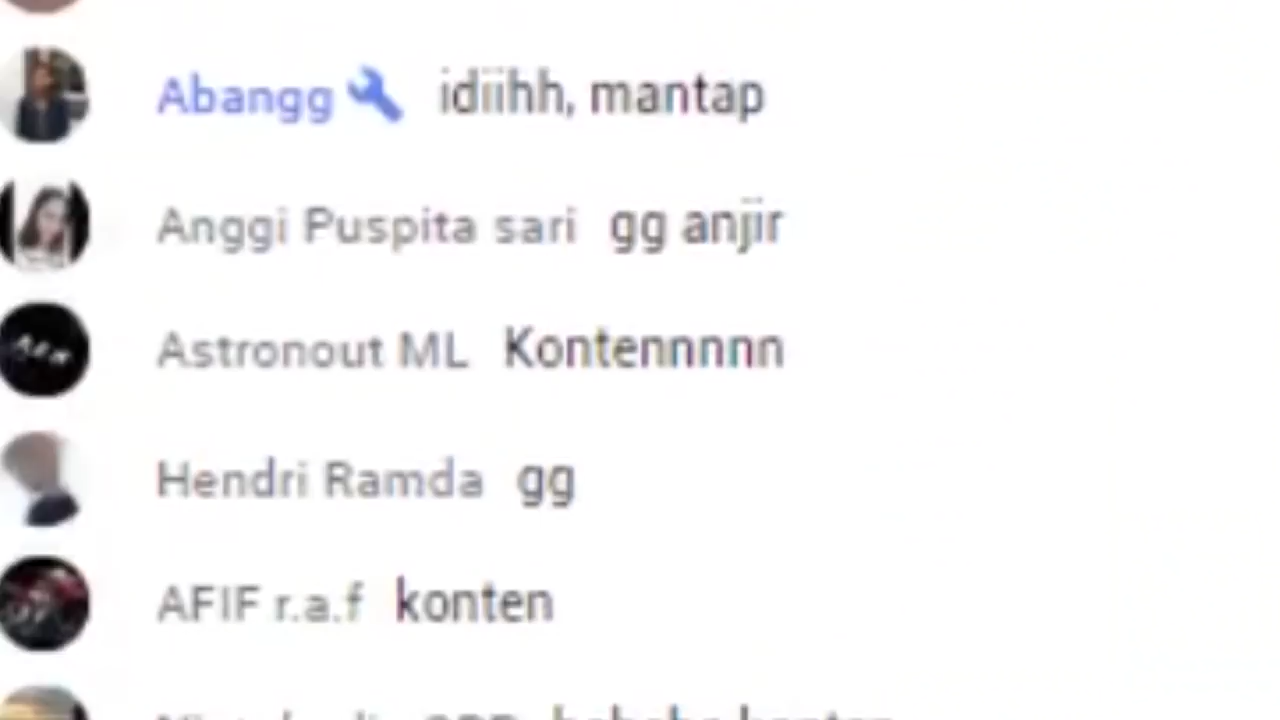 Abangg idiihh, mantap
Anggi Puspita sari gg anjir
Astronout ML Kontennnnn
Hendri Ramda gg
AFIF r.a.f konten